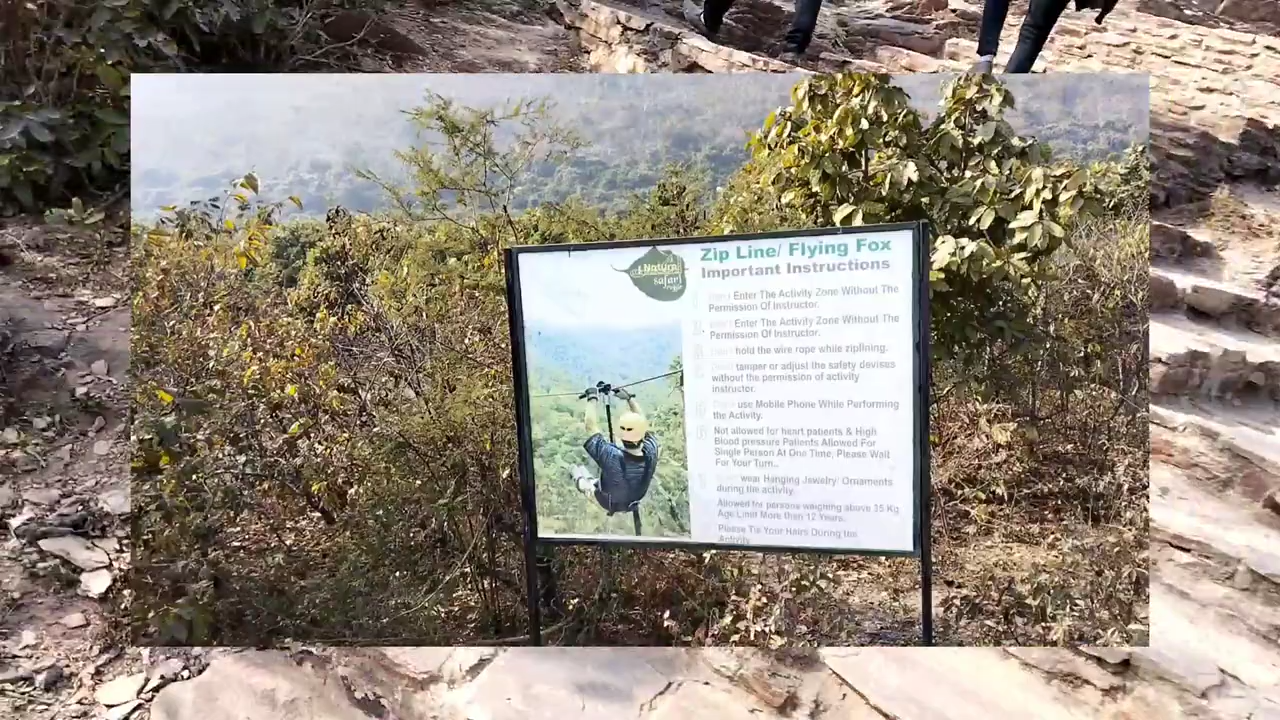 Nature
safari
Zip Line/ Flying Fox
Important Instructions
Enter The Activity Zone Without The
Permission Of Instructor.
Enter The Activity Zone Without The
Permission Of Instructor.
hold the wire rope while ziplining.
tamper or adjust the safety devises
without the permission of activity
instructor.
use Mobile Phone While Performing
the Activity.
Not allowed for heart patients & High
Blood pressure Patients Allowed For
Single Person At One Time, Please Wait
For Your Turn..
wear Hanging Jewelry/ Ornaments
during the activity.
Allowed for persons weighing above 35 Kg
Age Limit More than 12 Years.
Please Tie Your Hairs During the
Activity.